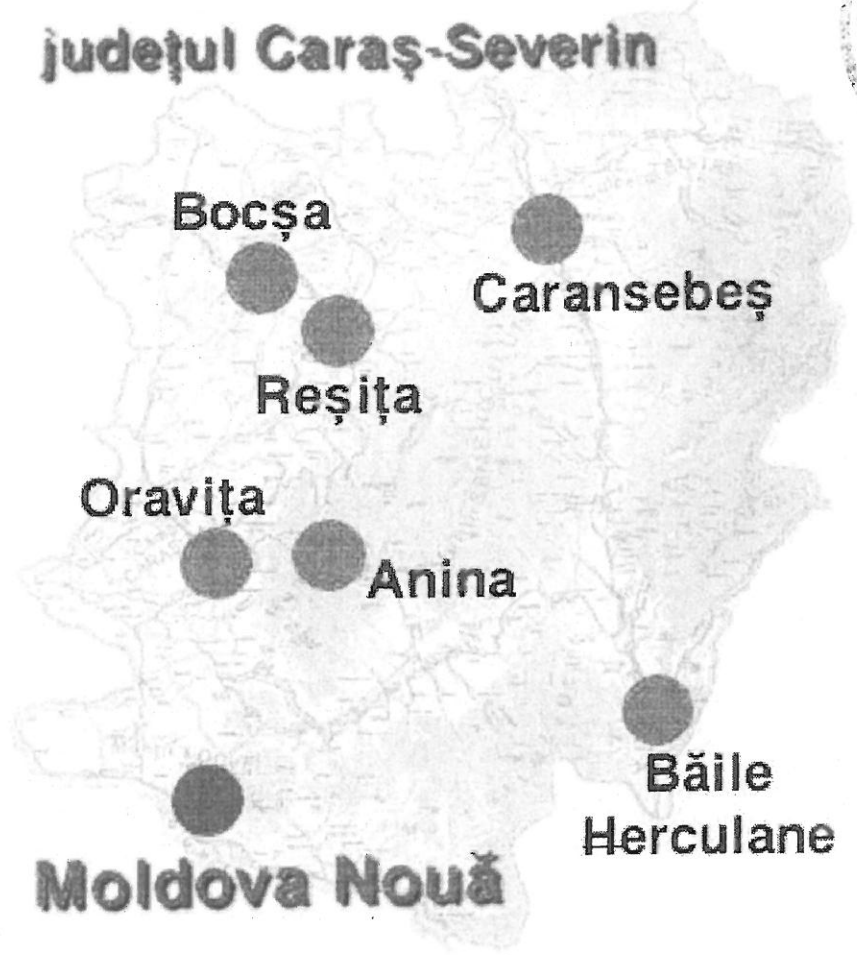 județul Caraș-Severin
Bocșa
Caransebeș
Reșița
Oravița
Anina
Băile
Herculane
Moldova Nouă